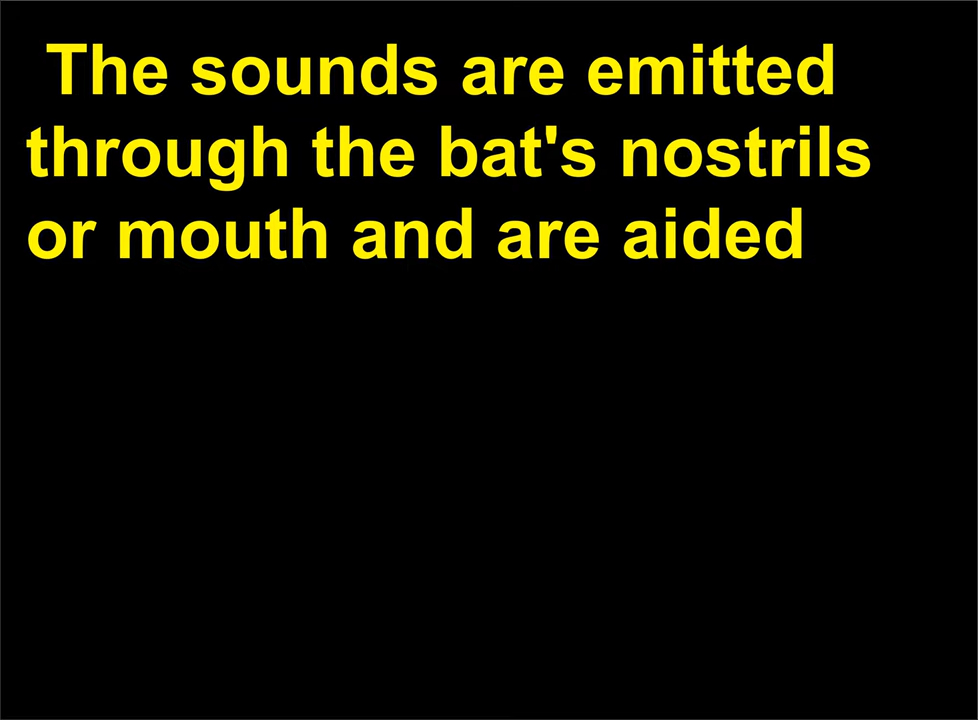 The sounds are emitted
through the bat's nostrils
or mouth and are aided